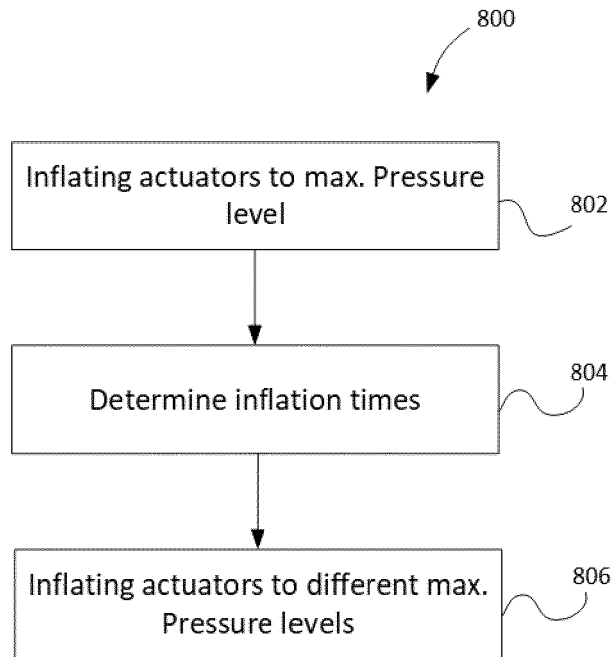 800
Inflating actuators to max. Pressure
level
802
804
Determine inflation times
806
Inflating actuators to different max.
Pressure levels